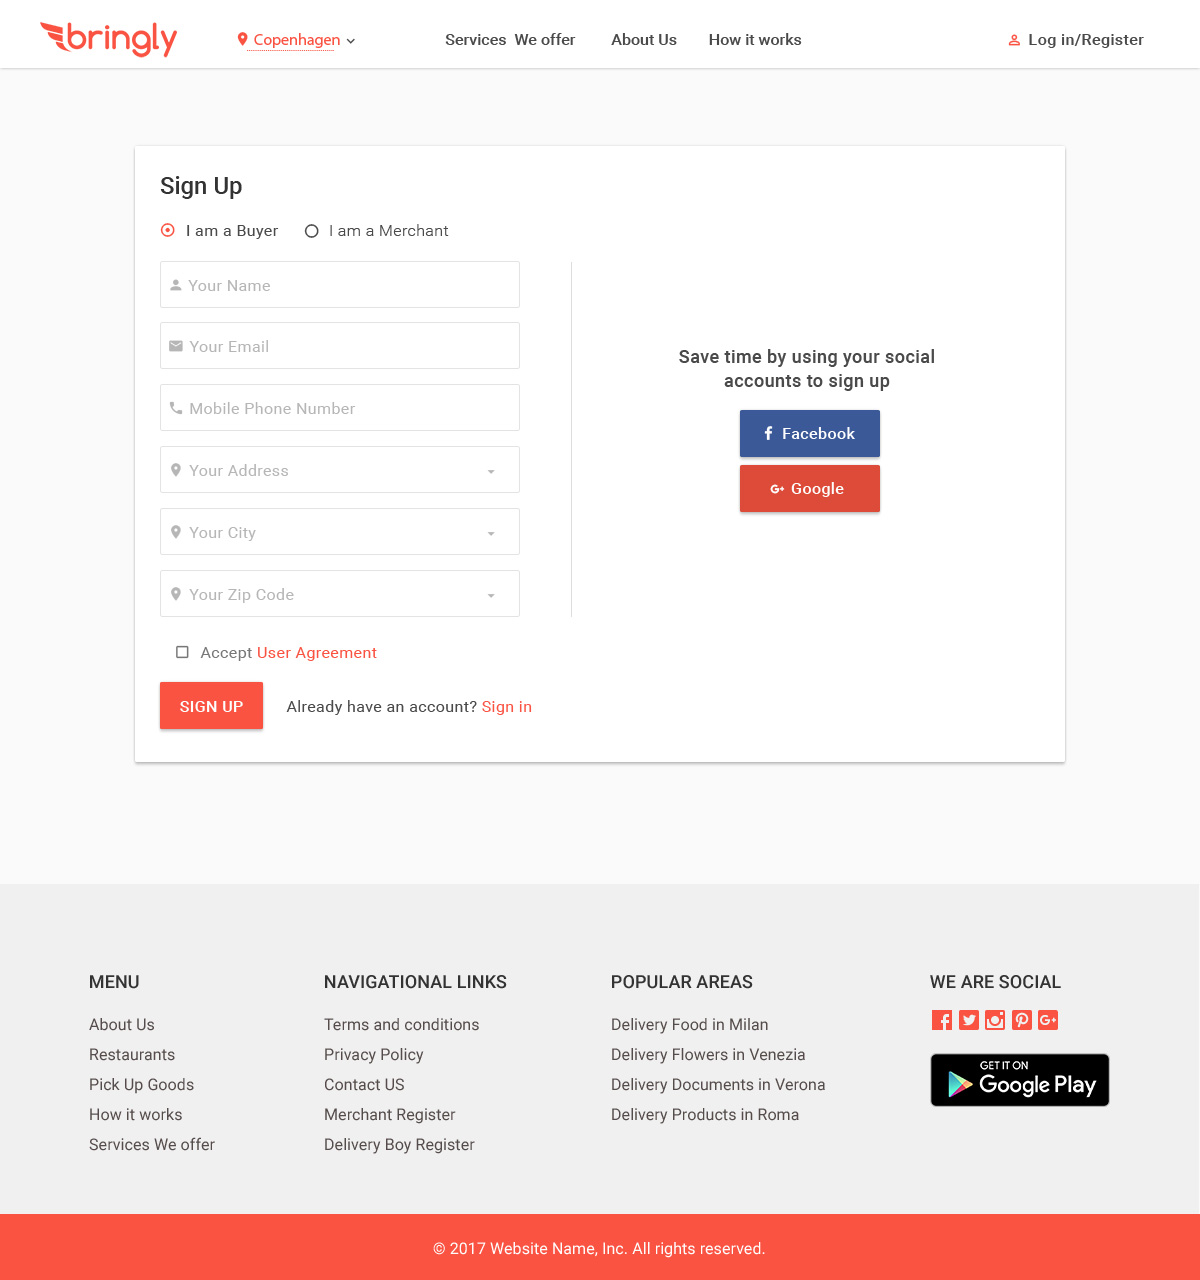 bringly
Copenhagen
Services We offer
About Us
How it works
Log in/Register
Sign Up
I am a Buyer
I am a Merchant
Your Name
Your Email
Mobile Phone Number
Your Address
Your City
Your Zip Code
Accept User Agreement
SIGN UP
Already have an account? Sign in
Save time by using your social
accounts to sign up
Facebook
G+ Google
MENU
About Us
Restaurants
Pick Up Goods
How it works
Services We offer
NAVIGATIONAL LINKS
Terms and conditions
Privacy Policy
Contact US
Merchant Register
Delivery Boy Register
POPULAR AREAS
Delivery Food in Milan
Delivery Flowers in Venezia
Delivery Documents in Verona
Delivery Products in Roma
WE ARE SOCIAL
GET IT ON
Google Play
© 2017 Website Name, Inc. All rights reserved.